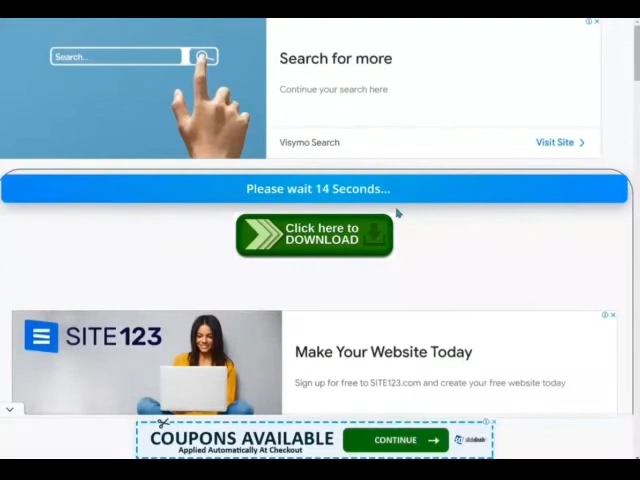 Search...
Search for more
Continue your search here
Visymo Search
Visit Site
Please wait 14 Seconds...
Click here to
DOWNLOAD
SITE123
Make Your Website Today
Sign up for free to SITE123.com and create your free website today
COUPONS AVAILABLE
Applied Automatically At Checkout
CONTINUE